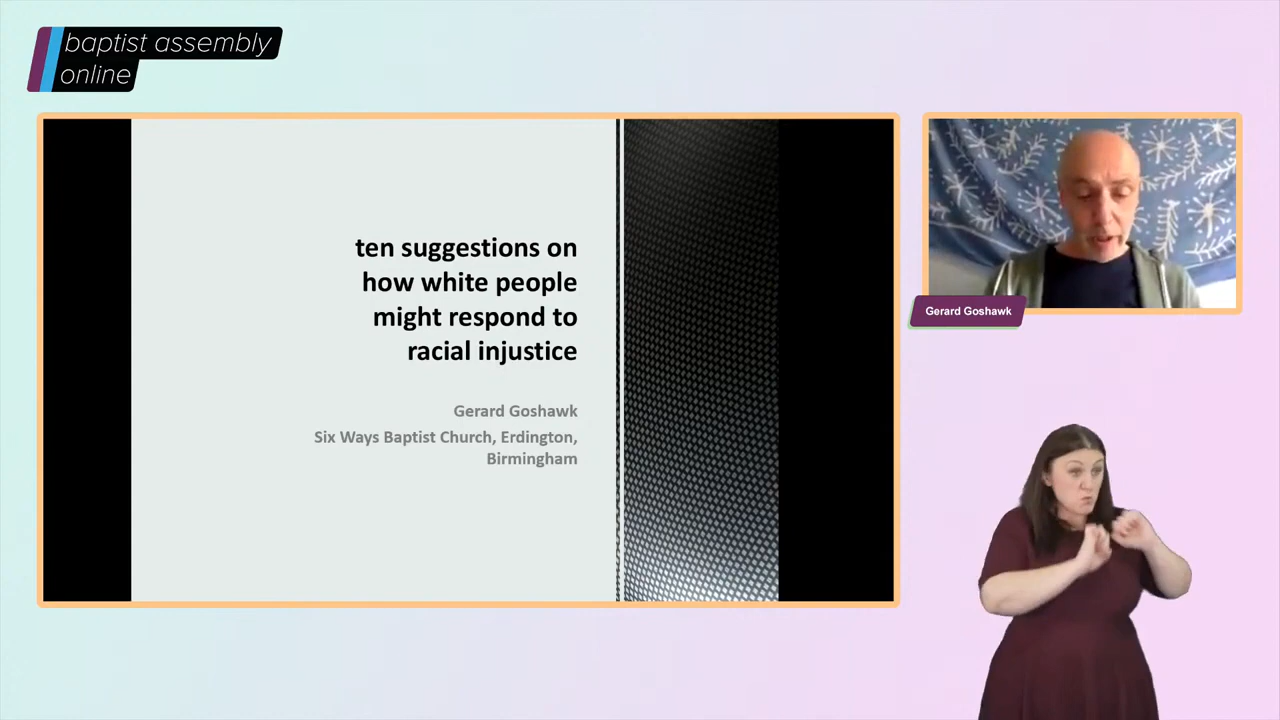 baptist assembly
online
ten suggestions on
how white people
might respond to
racial injustice
Gerard Goshawk
Six Ways Baptist Church, Erdington,
Birmingham
Gerard Goshawk